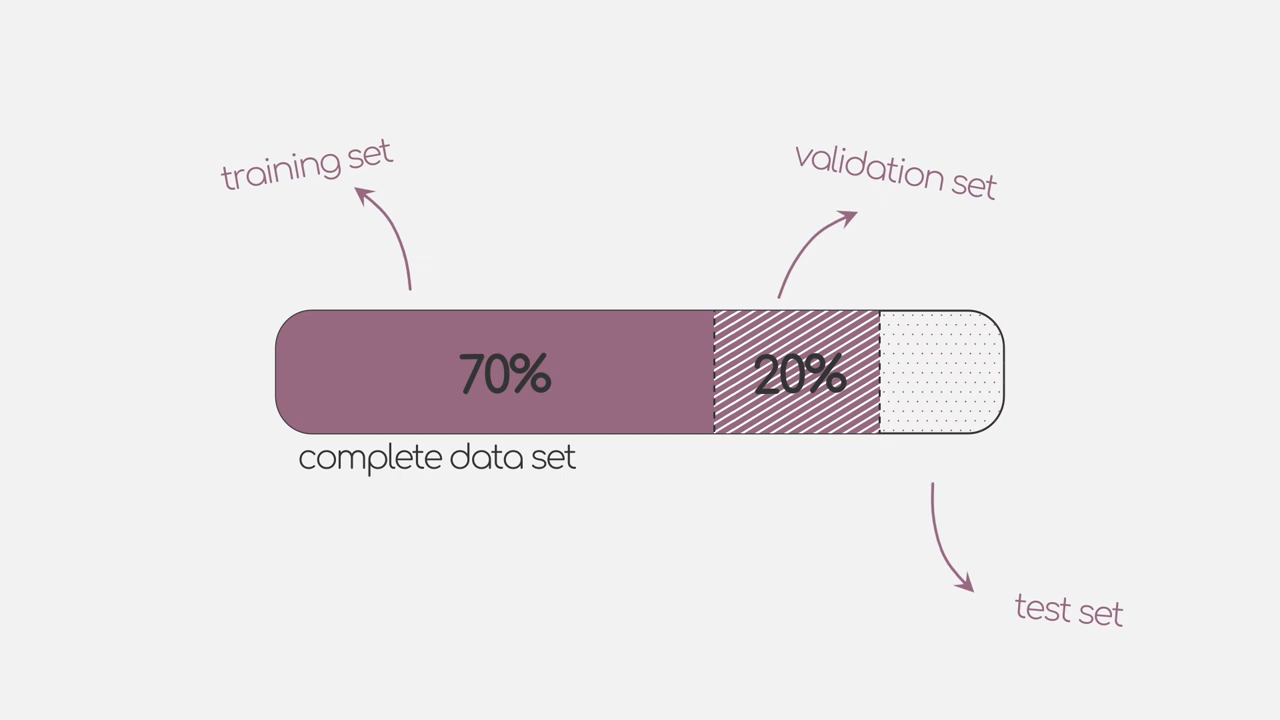 training set
validation set
70%
20%
complete data set
test set